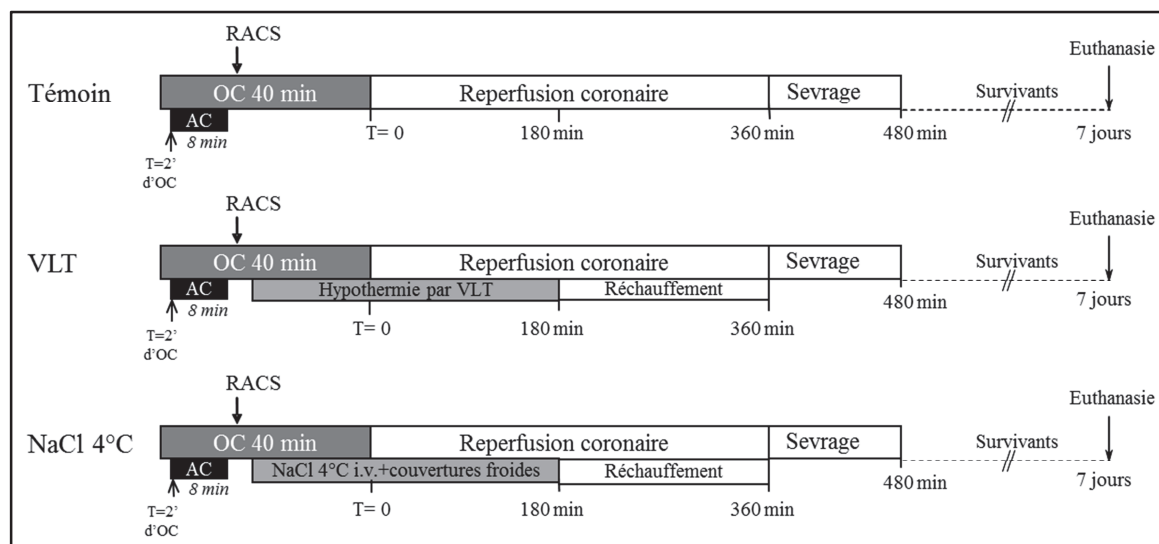 RACS
Euthanasie
Témoin
OC 40 min
Reperfusion coronaire
Sevrage
Survivants
AC
8 min
T= 0
180 min
360 min
480 min
7 jours
T=2'
d'OC
RACS
Euthanasie
VLT
OC 40 min
Reperfusion coronaire
Sevrage
Survivants
AC
Hypothermie par VLT
Réchauffement
8 min
480 min
7 jours
T=2'
d'OC
T= 0
180 min
360 min
RACS
Euthanasie
NaCl 4°C
OC 40 min
Reperfusion coronaire
Sevrage
Survivants
AC
NaCl 4°C i.v.+couvertures froides
Réchauffement
8 min
480 min
7 jours
T=2'
d'OC
T= 0
180 min
360 min